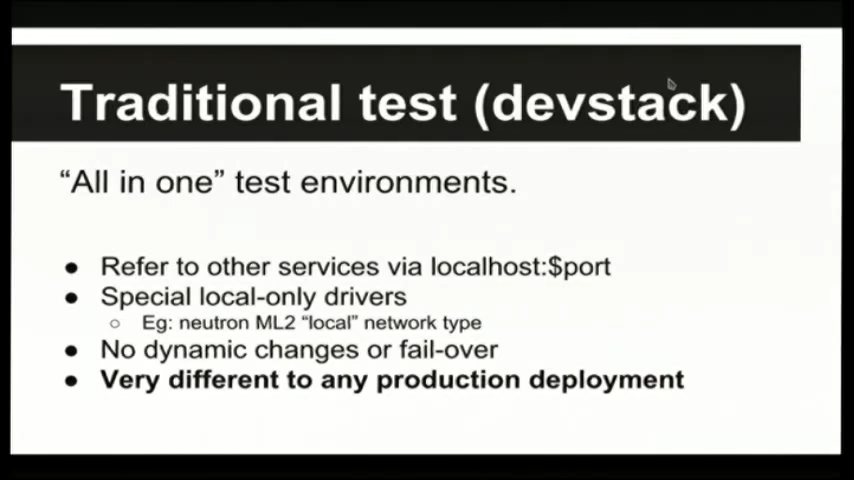 Traditional test (devstack)
“All in one” test environments.
● Refer to other services via localhost:$port
● Special local-only drivers
○ Eg: neutron ML2 “local” network type
● No dynamic changes or fail-over
● Very different to any production deployment